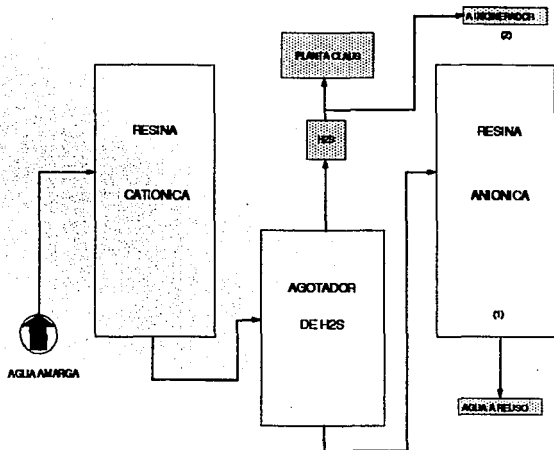 A INCINERADOR
(2)
PLANTA CLAUS
H2S
RESINA
CATIONICA
RESINA
ANIONICA
(1)
AGOTADOR
DE H2S
AGUA AMARGA
AGUA A REUSO